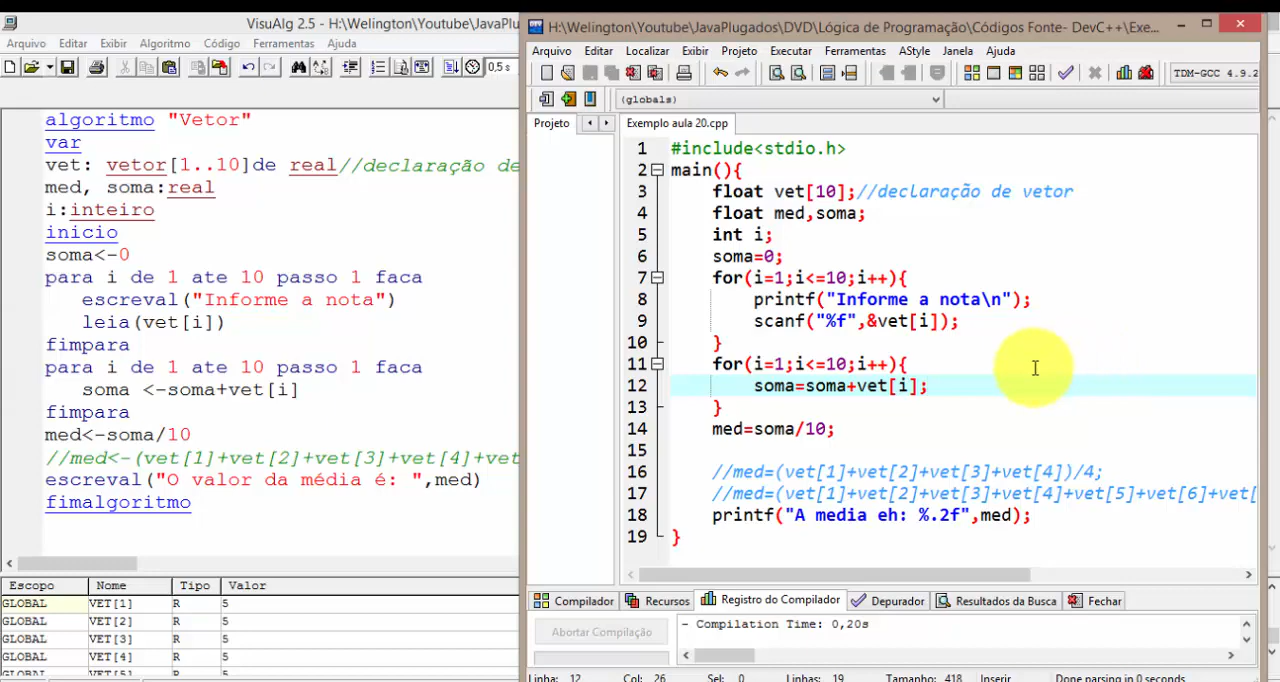 VisuAlg 2.5 - H:\Welington\Youtube\JavaPlu
Arquivo Editar Exibir Algoritmo Código Ferramentas Ajuda
0,5 s
algoritmo "Vetor"
var
vet: vetor[1..10]de real//declaração de
med, soma:real
i:inteiro
inicio
soma<-0
para i de 1 ate 10 passo 1 faca
escreval("Informe a nota")
leia(vet[i])
fimpara
para i de 1 ate 10 passo 1 faca
soma <-soma+vet[i]
fimpara
med<-soma/10
//med<-(vet[1]+vet[2]+vet[3]+vet[4]+vet
escreval("O valor da média é: ",med)
fimalgoritmo
Escopo Nome Tipo Valor
GLOBAL VET[1] R 5
GLOBAL VET[2] R 5
GLOBAL VET[3] R 5
GLOBAL VET[4] R 5
GLOBAL VET[5] R 5
H:\Welington\Youtube\JavaPlugados\DVD\Lógica de Programação\Códigos Fonte- DevC++\Exe...
Arquivo Editar Localizar Exibir Projeto Executar Ferramentas AStyle Janela Ajuda
TDM-GCC 4.9.2
(globals)
Projeto
Exemplo aula 20.cpp
1 #include<stdio.h>
2 main(){
3 float vet[10];//declaração de vetor
4 float med,soma;
5 int i;
6 soma=0;
7 for(i=1;i<=10;i++){
8 printf("Informe a nota\n");
9 scanf("%f",&vet[i]);
10 }
11 for(i=1;i<=10;i++){
12 soma=soma+vet[i];
13 }
14 med=soma/10;
15
16 //med=(vet[1]+vet[2]+vet[3]+vet[4])/4;
17 //med=(vet[1]+vet[2]+vet[3]+vet[4]+vet[5]+vet[6]+vet[
18 printf("A media eh: %.2f",med);
19 }
Compilador Recursos Registro do Compilador Depurador Resultados da Busca Fechar
Abortar Compilação
- Compilation Time: 0,20s
Linha: 12 Col: 26 Sel: 0 Linhas: 19 Tamanho: 418 Inserir Done parsing in 0 seconds